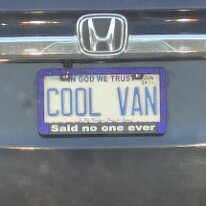 IN GOD WE TRUST
COOL VAN
Said no one ever